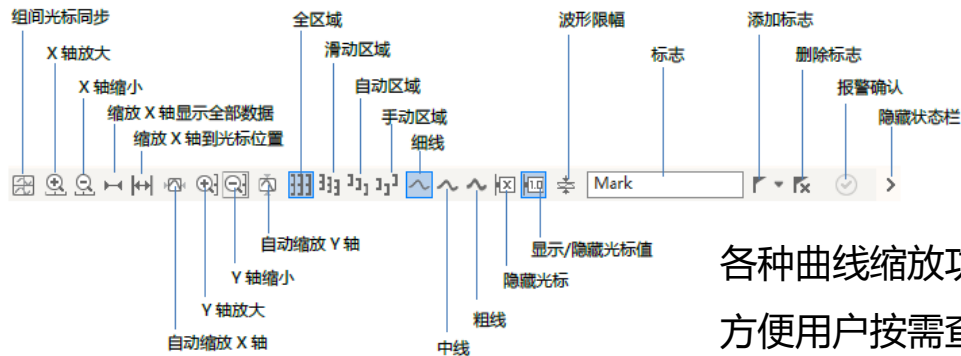 组间光标同步
全区域
波形限幅
添加标志
X 轴放大
滑动区域
标志
删除标志
X 轴缩小
自动区域
报警确认
缩放 X 轴显示全部数据
手动区域
隐藏状态栏
缩放 X 轴到光标位置
细线
Mark
自动缩放 Y 轴
显示/隐藏光标值
Y 轴缩小
隐藏光标
Y 轴放大
粗线
自动缩放 X 轴
中线
各种曲线缩放
方便用户按需